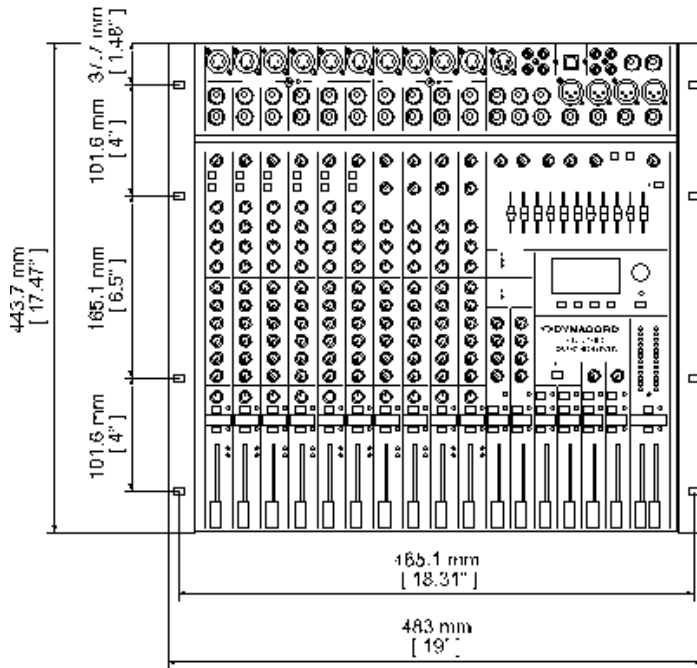 37.7 mm
[ 1.48" ]
101.6 mm
[ 4" ]
165.1 mm
[ 6.5" ]
101.6 mm
[ 4" ]
443.7 mm
[ 17.47" ]
DYNACORD
465.1 mm
[ 18.31" ]
483 mm
[ 19" ]